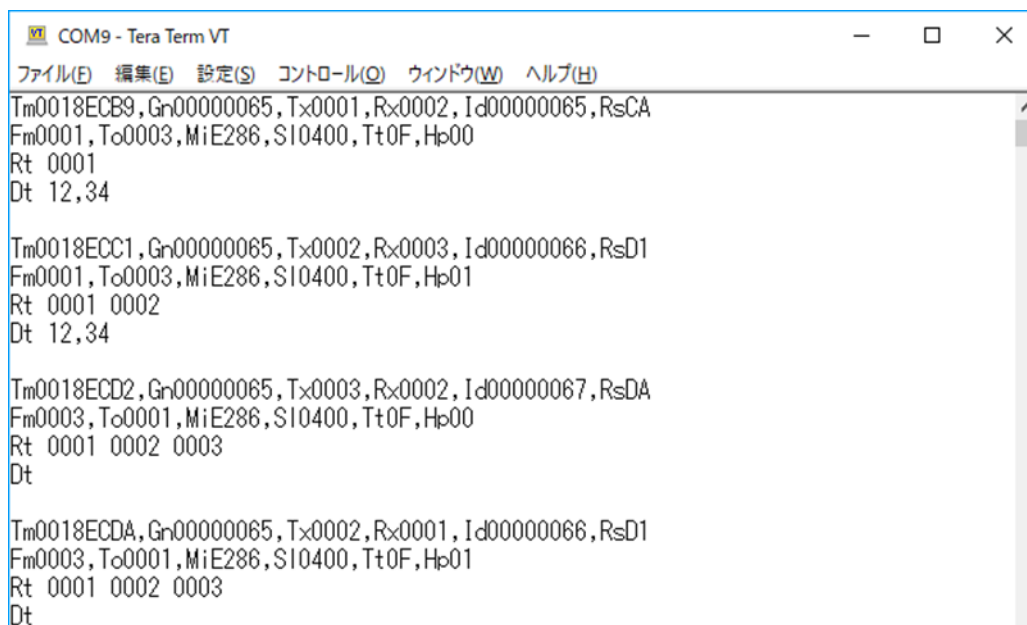 COM9 - Tera Term VT
ファイル(F) 編集(E) 設定(S) コントロール(O) ウィンドウ(W) ヘルプ(H)
Tm0018ECB9,Gn00000065,Tx0001,Rx0002,Id00000065,RsCA
Fm0001,To0003,MiE286,Sl0400,Tt0F,Hp00
Rt 0001
Dt 12,34
Tm0018ECC1,Gn00000065,Tx0002,Rx0003,Id00000066,RsD1
Fm0001,To0003,MiE286,Sl0400,Tt0F,Hp01
Rt 0001 0002
Dt 12,34
Tm0018ECD2,Gn00000065,Tx0003,Rx0002,Id00000067,RsDA
Fm0003,To0001,MiE286,Sl0400,Tt0F,Hp00
Rt 0001 0002 0003
Dt
Tm0018ECDA,Gn00000065,Tx0002,Rx0001,Id00000066,RsD1
Fm0003,To0001,MiE286,Sl0400,Tt0F,Hp01
Rt 0001 0002 0003
Dt